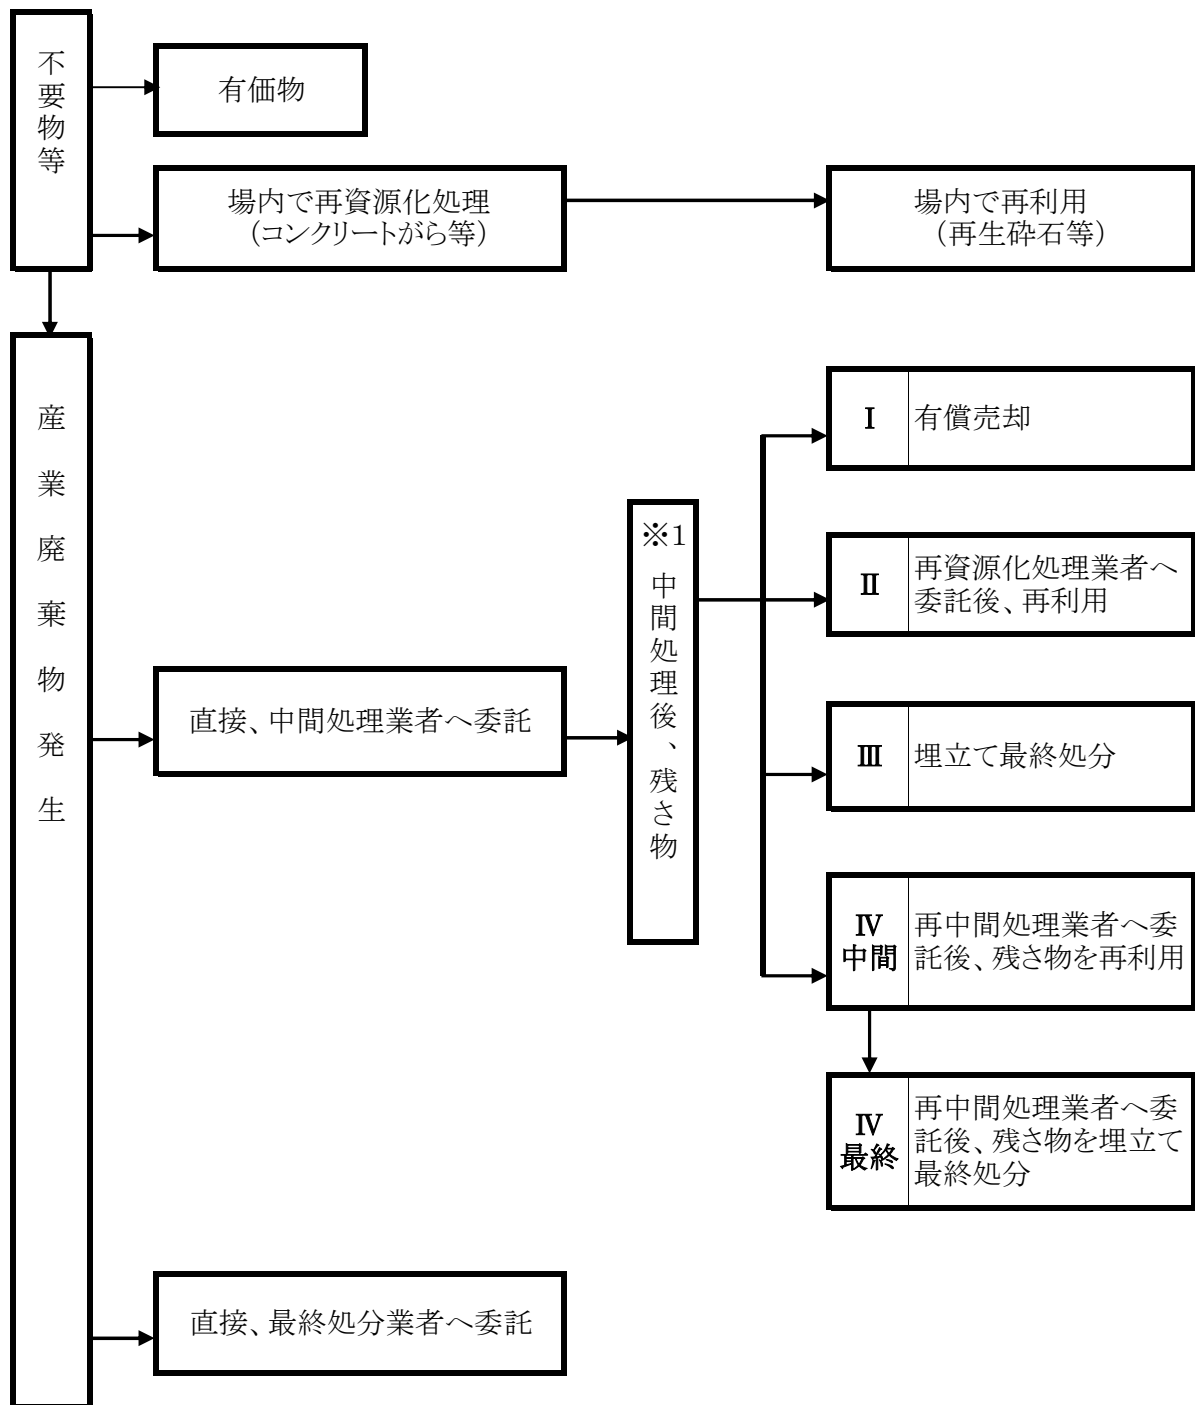 不要物等
有価物
場内で再資源化処理
（コンクリートがら等）
場内で再利用
（再生砕石等）
産業廃棄物発生
Ⅰ
有償売却
※1
中間処理後、残さ物
Ⅱ
再資源化処理業者へ
委託後、再利用
直接、中間処理業者へ委託
Ⅲ
埋立て最終処分
Ⅳ
中間
再中間処理業者へ委
託後、残さ物を再利用
Ⅳ
最終
再中間処理業者へ委
託後、残さ物を埋立て
最終処分
直接、最終処分業者へ委託